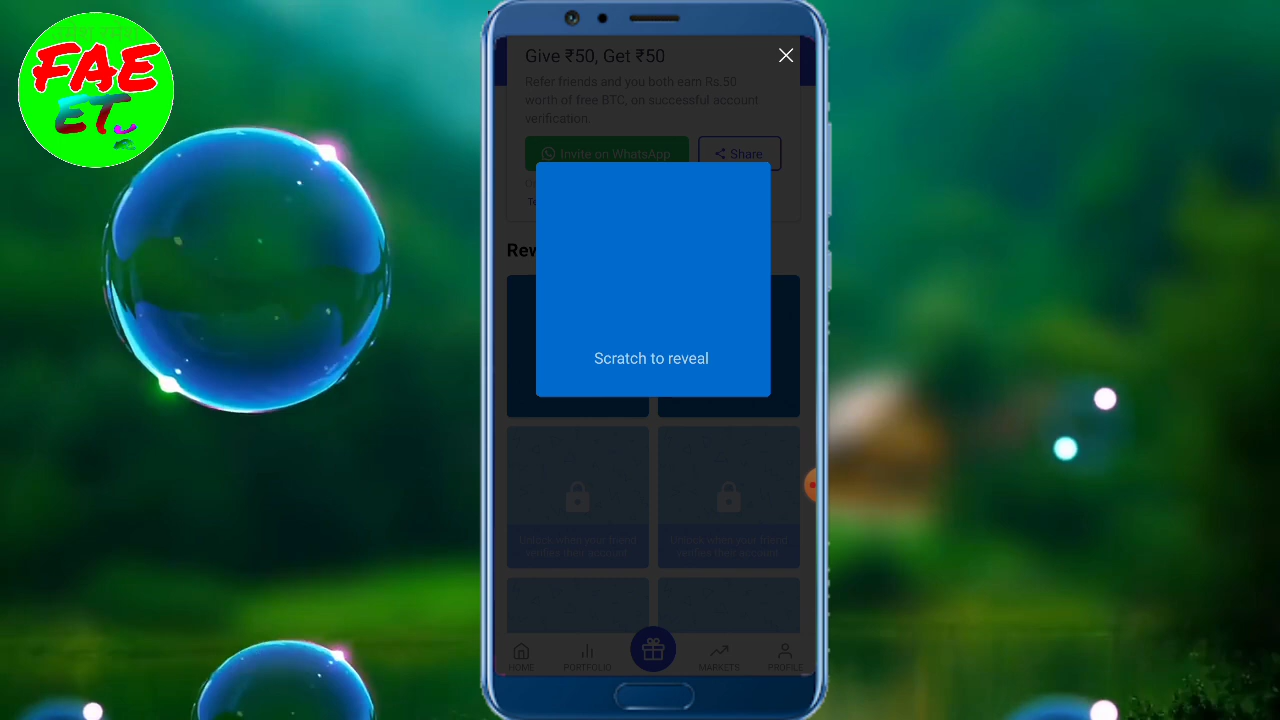 FAE
ET
Give ₹50, Get ₹50
Refer friends and you both earn Rs.50
worth of free BTC, on successful account
verification.
Invite on WhatsApp
Share
Scratch to reveal
Unlock when your friend
verifies their account
Unlock when your friend
verifies their account
HOME
PORTFOLIO
MARKETS
PROFILE